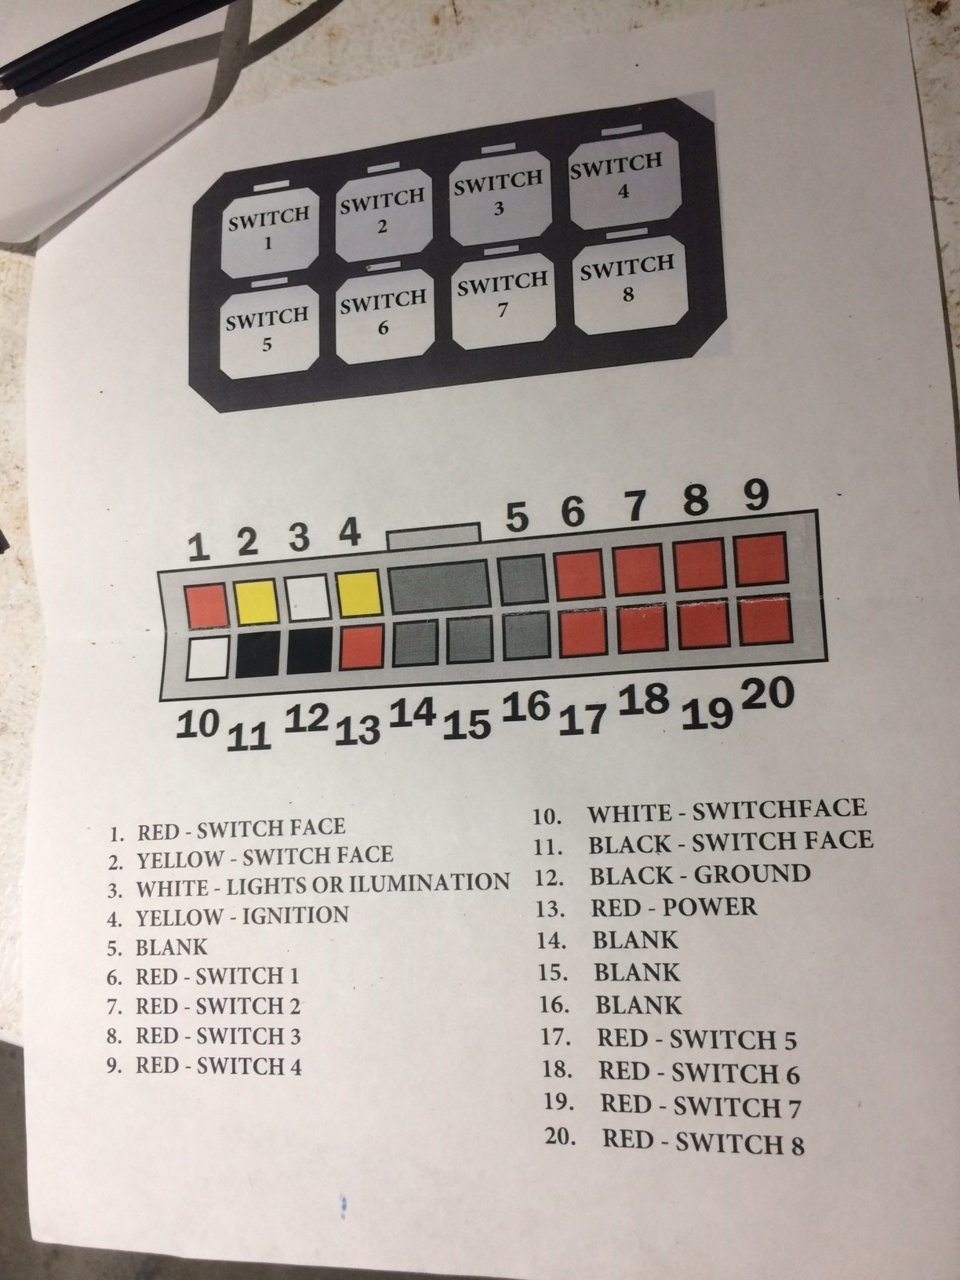 SWITCH
1
SWITCH
2
SWITCH
3
SWITCH
4
SWITCH
5
SWITCH
6
SWITCH
7
SWITCH
8
1 2 3 4 5 6 7 8 9
10 11 12 13 14 15 16 17 18 19 20
1. RED - SWITCH FACE
2. YELLOW - SWITCH FACE
3. WHITE - LIGHTS OR ILUMINATION
4. YELLOW - IGNITION
5. BLANK
6. RED - SWITCH 1
7. RED - SWITCH 2
8. RED - SWITCH 3
9. RED - SWITCH 4
10. WHITE - SWITCHFACE
11. BLACK - SWITCH FACE
12. BLACK - GROUND
13. RED - POWER
14. BLANK
15. BLANK
16. BLANK
17. RED - SWITCH 5
18. RED - SWITCH 6
19. RED - SWITCH 7
20. RED - SWITCH 8